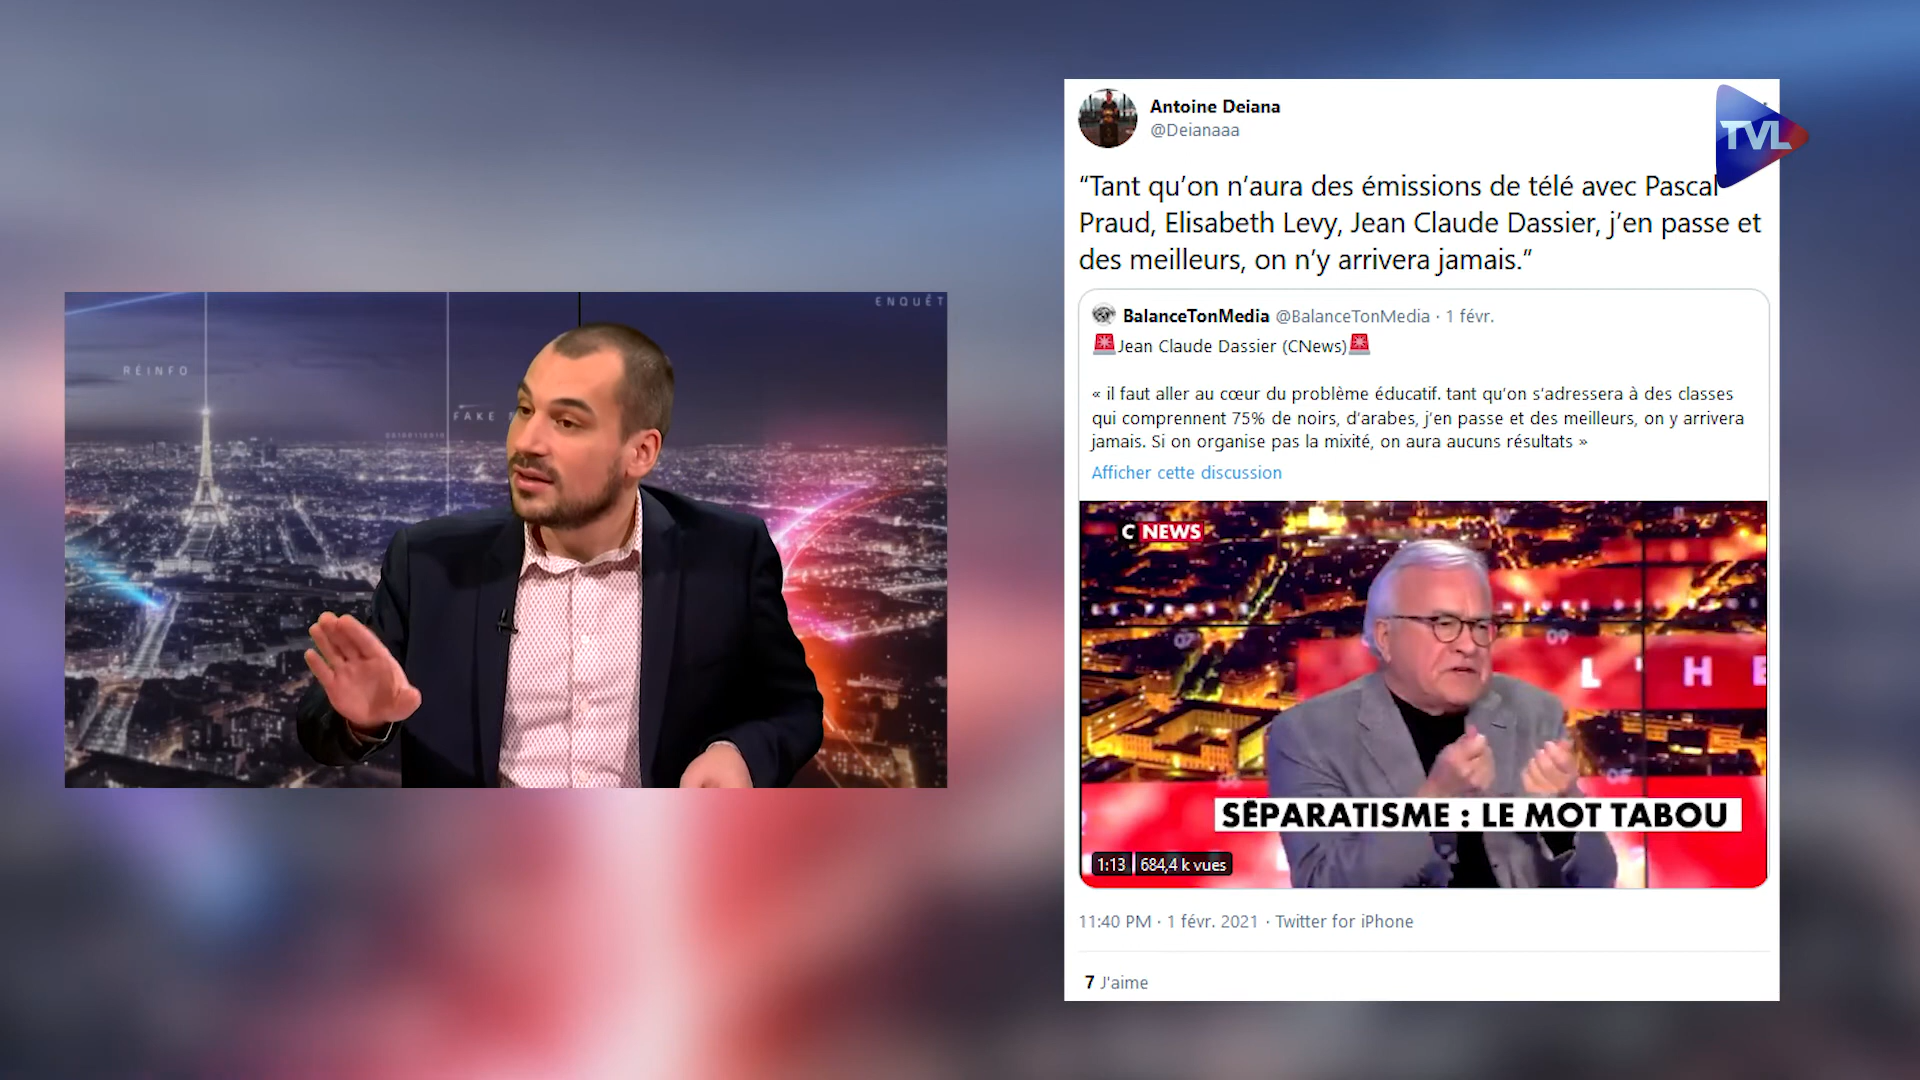 ENQUÊT
RÉINFO
FAKE
Antoine Deiana
@Deianaaa
TVL
“Tant qu’on n’aura des émissions de télé avec Pascal
Praud, Elisabeth Levy, Jean Claude Dassier, j’en passe et
des meilleurs, on n’y arrivera jamais.“
BalanceTonMedia @BalanceTonMedia · 1 févr.
Jean Claude Dassier (CNews)
« il faut aller au cœur du problème éducatif. tant qu’on s’adressera à des classes
qui comprennent 75% de noirs, d’arabes, j’en passe et des meilleurs, on y arrivera
jamais. Si on organise pas la mixité, on aura aucuns résultats »
Afficher cette discussion
C NEWS
07
09
L'HE
SÉPARATISME : LE MOT TABOU
1:13 684,4 k vues
11:40 PM · 1 févr. 2021 · Twitter for iPhone
7 J'aime